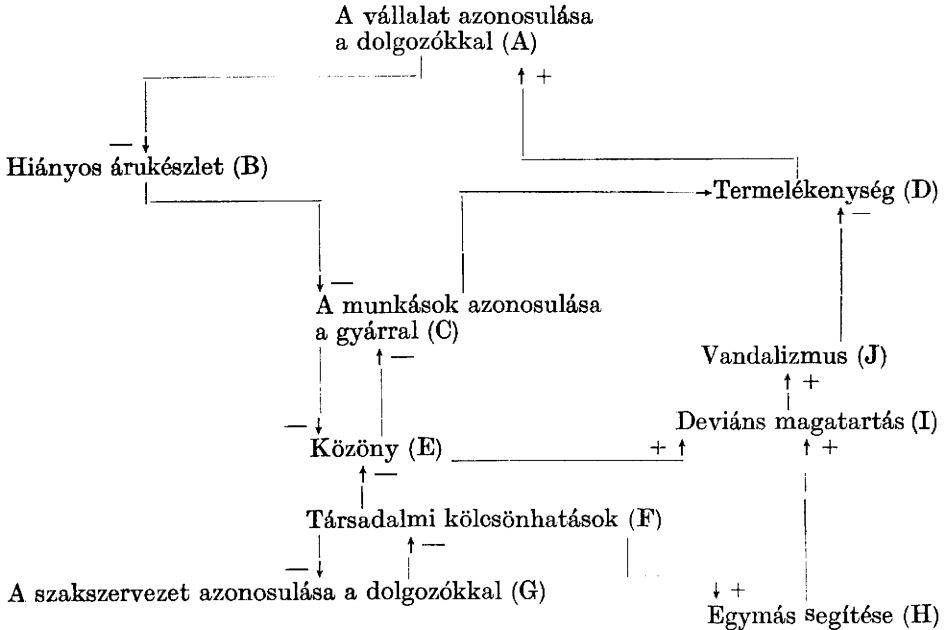 A vállalat azonosulása
a dolgozókkal (A)
+
—
Hiányos árukészlet (B)
Termelékenység (D)
—
—
A munkások azonosulása
a gyárral (C)
—
Vandalizmus (J)
+
—
Deviáns magatartás (I)
Közöny (E)
+
+
—
Társadalmi kölcsönhatások (F)
—
—
A szakszervezet azonosulása a dolgozókkal (G)
+
Egymás segítése (H)